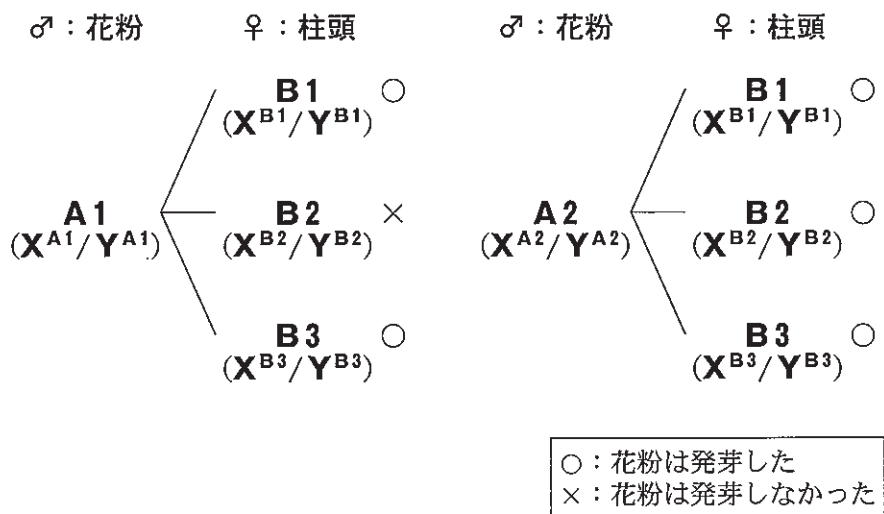 ♂：花粉 ♀：柱頭
B1 ○
(X^B1/Y^B1)
A1
(X^A1/Y^A1)
B2 ×
(X^B2/Y^B2)
B3 ○
(X^B3/Y^B3)
♂：花粉 ♀：柱頭
B1 ○
(X^B1/Y^B1)
A2
(X^A2/Y^A2)
B2 ○
(X^B2/Y^B2)
B3 ○
(X^B3/Y^B3)
○：花粉は発芽した
×：花粉は発芽しなかった